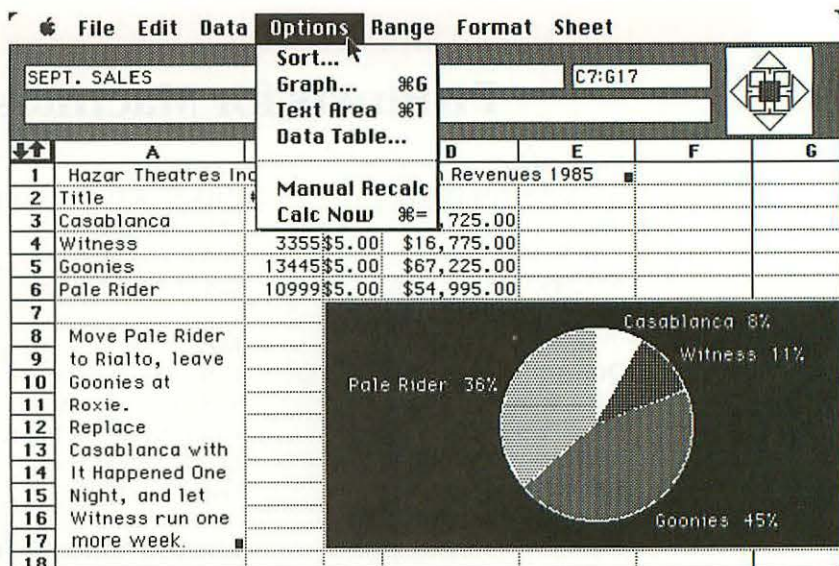 File Edit Data Options Range Format Sheet
Sort...
Graph... ⌘G
Text Area ⌘T
Data Table...
Manual Recalc
Calc Now ⌘=
SEPT. SALES
C7:G17
A D E F G
1 Hazar Theatres Revenues 1985
2 Title
3 Casablanca 725.00
4 Witness 3355 $5.00 $16,775.00
5 Goonies 13445 $5.00 $67,225.00
6 Pale Rider 10999 $5.00 $54,995.00
7
8 Move Pale Rider
9 to Rialto, leave
10 Goonies at
11 Roxie.
12 Replace
13 Casablanca with
14 It Happened One
15 Night, and let
16 Witness run one
17 more week.
18
Casablanca 8%
Witness 11%
Pale Rider 36%
Goonies 45%